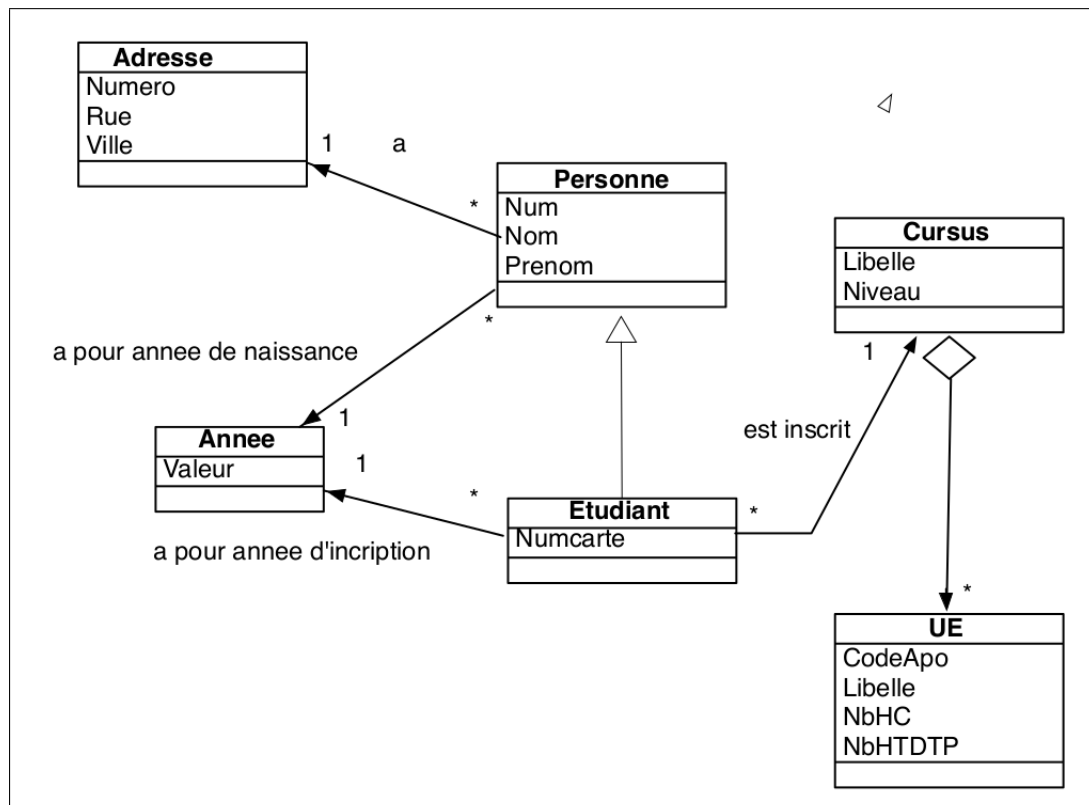 Adresse
Numero
Rue
Ville
1
a
*
Personne
Num
Nom
Prenom
*
a pour annee de naissance
1
Annee
Valeur
1
*
a pour annee d'incription
Etudiant
Numcarte
*
est inscrit
1
Cursus
Libelle
Niveau
*
UE
CodeApo
Libelle
NbHC
NbHTDTP